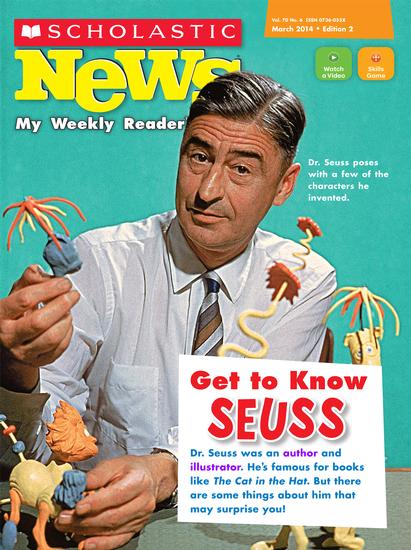 SCHOLASTIC
News
My Weekly Reader
Vol. 70 No. 6 ISSN 0736-055X
March 2014 • Edition 2
Watch
a Video
Skills
Game
Dr. Seuss poses
with a few of the
characters he
invented.
Get to Know
SEUSS
Dr. Seuss was an author and
illustrator. He's famous for books
like The Cat in the Hat. But there
are some things about him that
may surprise you!